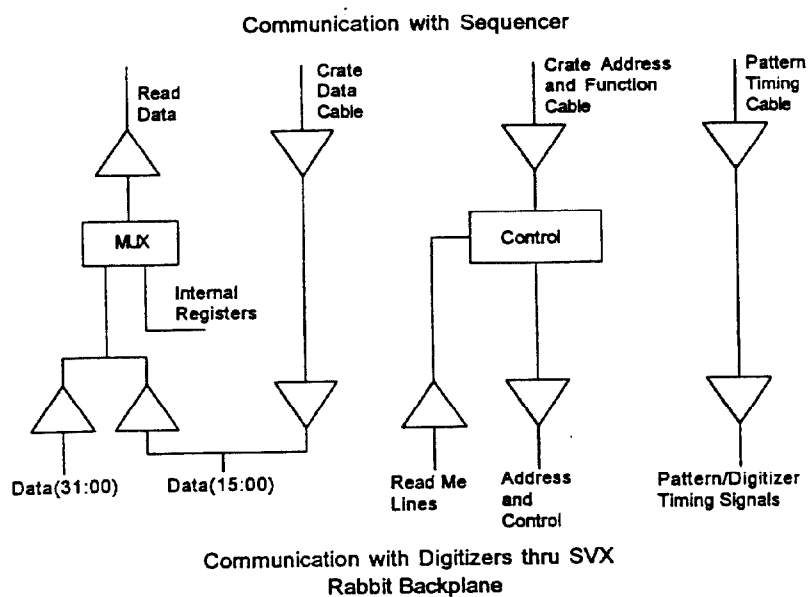 Communication with Sequencer
Read
Data
Crate
Data
Cable
Crate Address
and Function
Cable
Pattern
Timing
Cable
MUX
Control
Internal
Registers
Data(31:00)
Data(15:00)
Read Me
Lines
Address
and
Control
Pattern/Digitizer
Timing Signals
Communication with Digitizers thru SVX
Rabbit Backplane